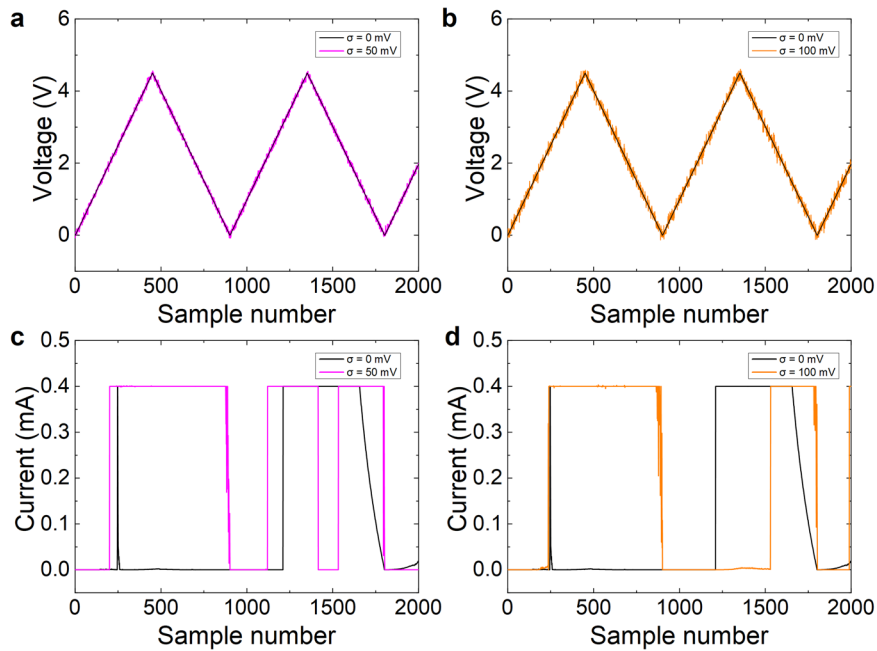 a
b
σ = 0 mV
σ = 50 mV
σ = 0 mV
σ = 100 mV
Voltage (V)
6
4
2
0
0 500 1000 1500 2000
Sample number
Voltage (V)
6
4
2
0
0 500 1000 1500 2000
Sample number
c
d
σ = 0 mV
σ = 50 mV
σ = 0 mV
σ = 100 mV
Current (mA)
0.5
0.4
0.3
0.2
0.1
0.0
0 500 1000 1500 2000
Sample number
Current (mA)
0.5
0.4
0.3
0.2
0.1
0.0
0 500 1000 1500 2000
Sample number